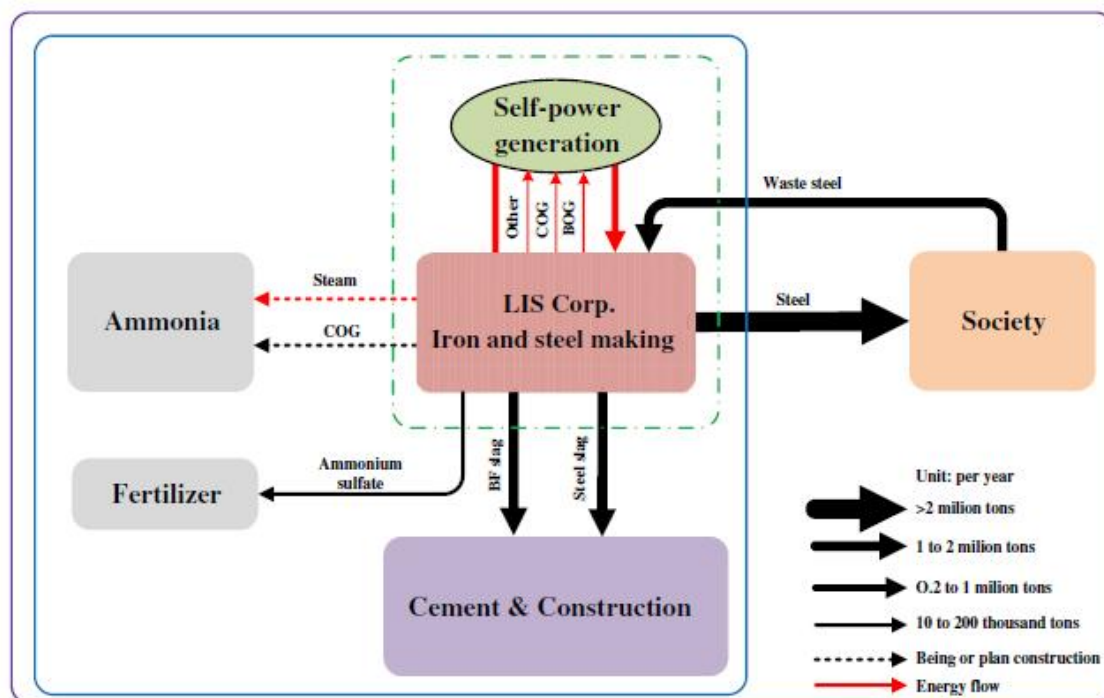 Self-power
generation
Other
COG
BOG
Waste steel
Steam
COG
Ammonia
LIS Corp.
Iron and steel making
Steel
Society
Ammonium
sulfate
Fertilizer
BF slag
Steel slag
Cement & Construction
Unit: per year
>2 milion tons
1 to 2 milion tons
O.2 to 1 milion tons
10 to 200 thousand tons
Being or plan construction
Energy flow